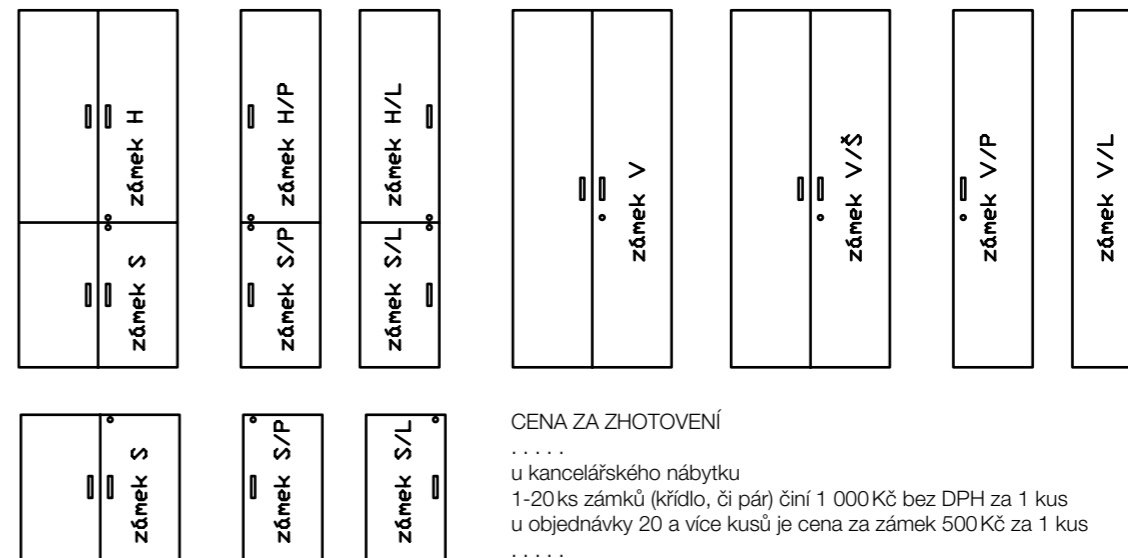 zámek H
zámek H/P
zámek H/L
zámek S
zámek S/P
zámek S/L
zámek V
zámek V/Š
zámek V/P
zámek V/L
zámek S
zámek S/P
zámek S/L
CENA ZA ZHOTOVENÍ
. . . . .
u kancelářského nábytku
1-20 ks zámků (křídlo, či pár) činí 1 000 Kč bez DPH za 1 kus
u objednávky 20 a více kusů je cena za zámek 500 Kč za 1 kus
. . . . .